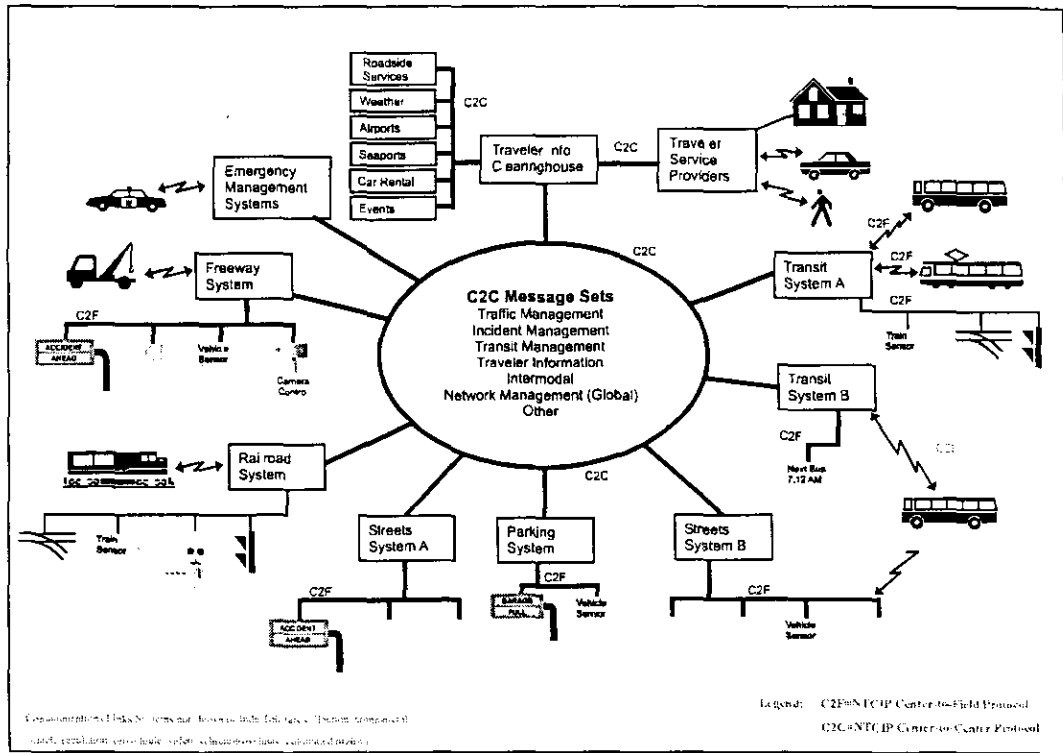 Roadside
Services
Weather
Airports
Seaports
Car Rental
Events
C2C
Traveler Info
Clearinghouse
C2C
Traveler
Service
Providers
Emergency
Management
Systems
Freeway
System
C2F
ACCIDENT
AHEAD
Vehicle
Sensor
Camera
Control
C2C
C2C Message Sets
Traffic Management
Incident Management
Transit Management
Traveler Information
Intermodal
Network Management (Global)
Other
C2F
C2F
Transit
System A
C2F
Train
Sensor
Transit
System B
C2F
Next Bus
7:12 AM
C2F
Railroad
System
Train
Sensor
C2C
Streets
System A
C2F
ACCIDENT
AHEAD
Parking
System
C2F
GARAGE
FULL
Vehicle
Sensor
Streets
System B
C2F
Vehicle
Sensor
Legend: C2F=NTCIP Center-to-Field Protocol
C2C=NTCIP Center-to-Center Protocol